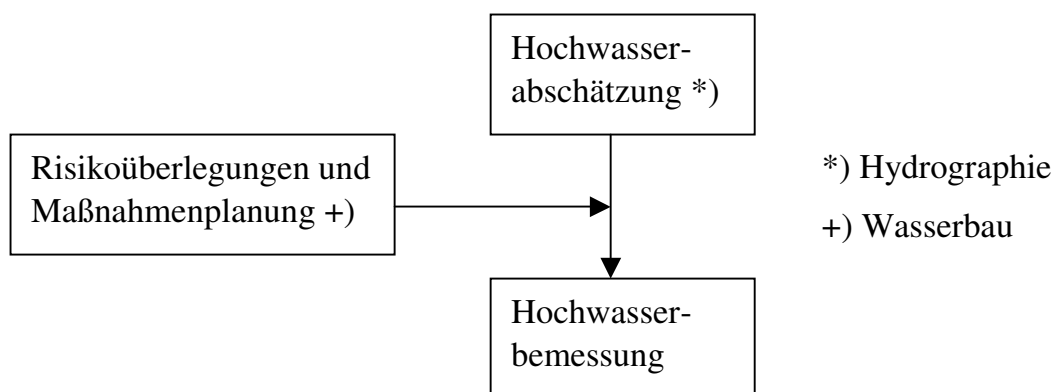 Hochwasser-
abschätzung *)
Risikoüberlegungen und
Maßnahmenplanung +)
*) Hydrographie
+) Wasserbau
Hochwasser-
bemessung